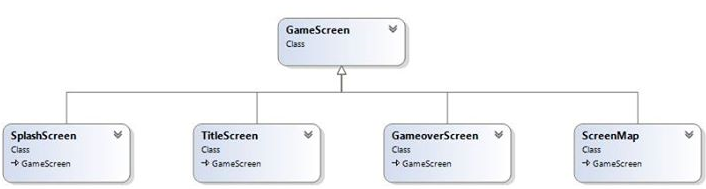 GameScreen
Class
SplashScreen
Class
GameScreen
TitleScreen
Class
GameScreen
GameoverScreen
Class
GameScreen
ScreenMap
Class
GameScreen